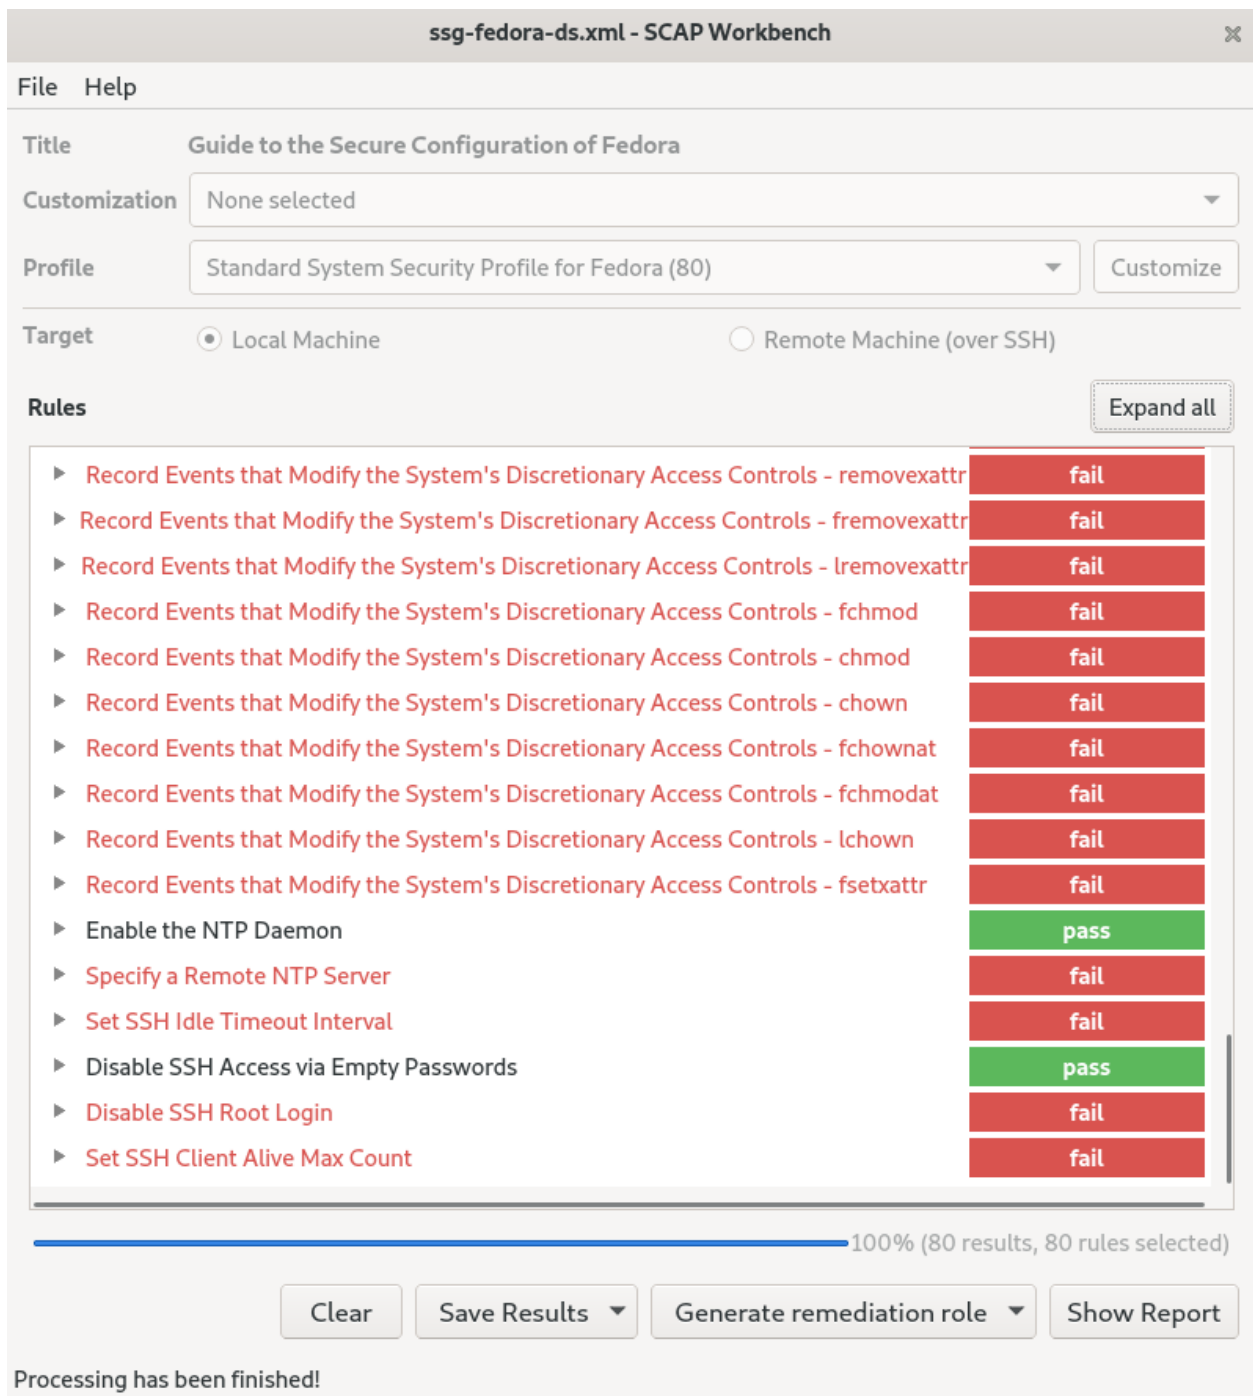 ssg-fedora-ds.xml - SCAP Workbench
File Help
Title Guide to the Secure Configuration of Fedora
Customization None selected
Profile Standard System Security Profile for Fedora (80) Customize
Target Local Machine Remote Machine (over SSH)
Rules Expand all
Record Events that Modify the System's Discretionary Access Controls - removexattr fail
Record Events that Modify the System's Discretionary Access Controls - fremovexattr fail
Record Events that Modify the System's Discretionary Access Controls - lremovexattr fail
Record Events that Modify the System's Discretionary Access Controls - fchmod fail
Record Events that Modify the System's Discretionary Access Controls - chmod fail
Record Events that Modify the System's Discretionary Access Controls - chown fail
Record Events that Modify the System's Discretionary Access Controls - fchownat fail
Record Events that Modify the System's Discretionary Access Controls - fchmodat fail
Record Events that Modify the System's Discretionary Access Controls - lchown fail
Record Events that Modify the System's Discretionary Access Controls - fsetxattr fail
Enable the NTP Daemon pass
Specify a Remote NTP Server fail
Set SSH Idle Timeout Interval fail
Disable SSH Access via Empty Passwords pass
Disable SSH Root Login fail
Set SSH Client Alive Max Count fail
100% (80 results, 80 rules selected)
Clear Save Results Generate remediation role Show Report
Processing has been finished!